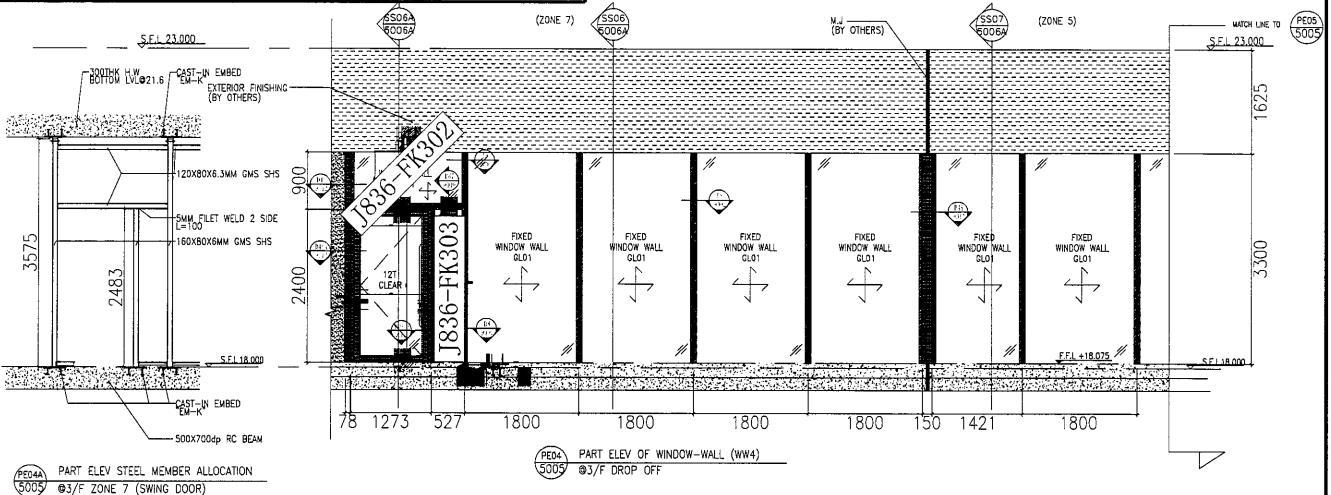 SS06A
6006A
(ZONE 7)
SS06
6006A
M.J
(BY OTHERS)
SS07
6006A
(ZONE 5)
MATCH LINE TO
PE05
5005
S.F.L 23.000
S.F.L 23.000
300THK H.W
BOTTOM LVL@21.6
CAST-IN EMBED
"EM-K"
EXTERIOR FINISHING
(BY OTHERS)
1625
120X80X6.3MM GMS SHS
5MM FILET WELD 2 SIDE
L=100
160X80X6MM GMS SHS
3575
2483
900
2400
J836-FK302
J836-FK303
12T
CLEAR
FIXED
WINDOW WALL
GL01
FIXED
WINDOW WALL
GL01
FIXED
WINDOW WALL
GL01
FIXED
WINDOW WALL
GL01
FIXED
WINDOW WALL
GL01
FIXED
WINDOW WALL
GL01
3300
S.F.L 18.000
F.F.L +18.075
S.F.L 18.000
CAST-IN EMBED
"EM-K"
500X700dp RC BEAM
78
1273
527
1800
1800
1800
1800
150
1421
1800
PE04A
5005
PART ELEV STEEL MEMBER ALLOCATION
@3/F ZONE 7 (SWING DOOR)
PE04
5005
PART ELEV OF WINDOW-WALL (WW4)
@3/F DROP OFF